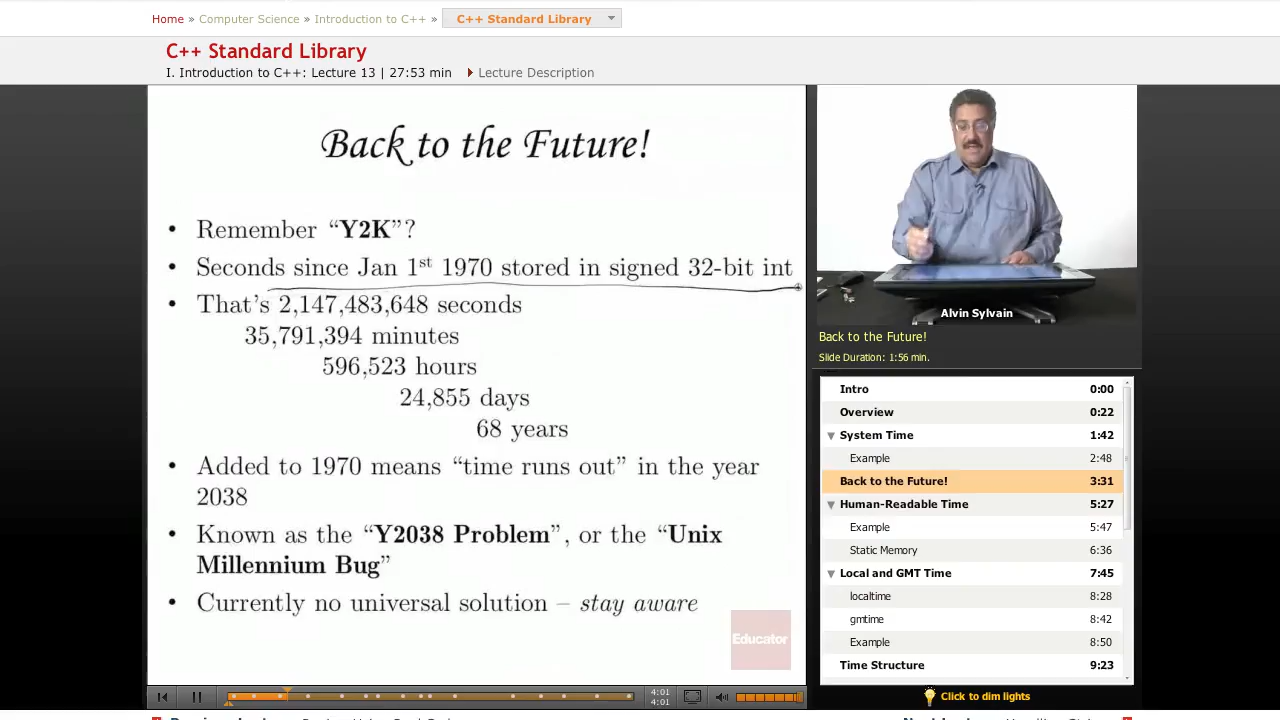 Home » Computer Science » Introduction to C++ » C++ Standard Library
C++ Standard Library
I. Introduction to C++: Lecture 13 | 27:53 min Lecture Description
Back to the Future!
• Remember “Y2K”?
• Seconds since Jan 1st 1970 stored in signed 32-bit int
• That's 2,147,483,648 seconds
35,791,394 minutes
596,523 hours
24,855 days
68 years
• Added to 1970 means “time runs out” in the year
2038
• Known as the “Y2038 Problem”, or the “Unix
Millennium Bug”
• Currently no universal solution – stay aware
Educator
4:01
4:01
Alvin Sylvain
Back to the Future!
Slide Duration: 1:56 min.
Intro 0:00
Overview 0:22
System Time 1:42
Example 2:48
Back to the Future! 3:31
Human-Readable Time 5:27
Example 5:47
Static Memory 6:36
Local and GMT Time 7:45
localtime 8:28
gmtime 8:42
Example 8:50
Time Structure 9:23
Click to dim lights